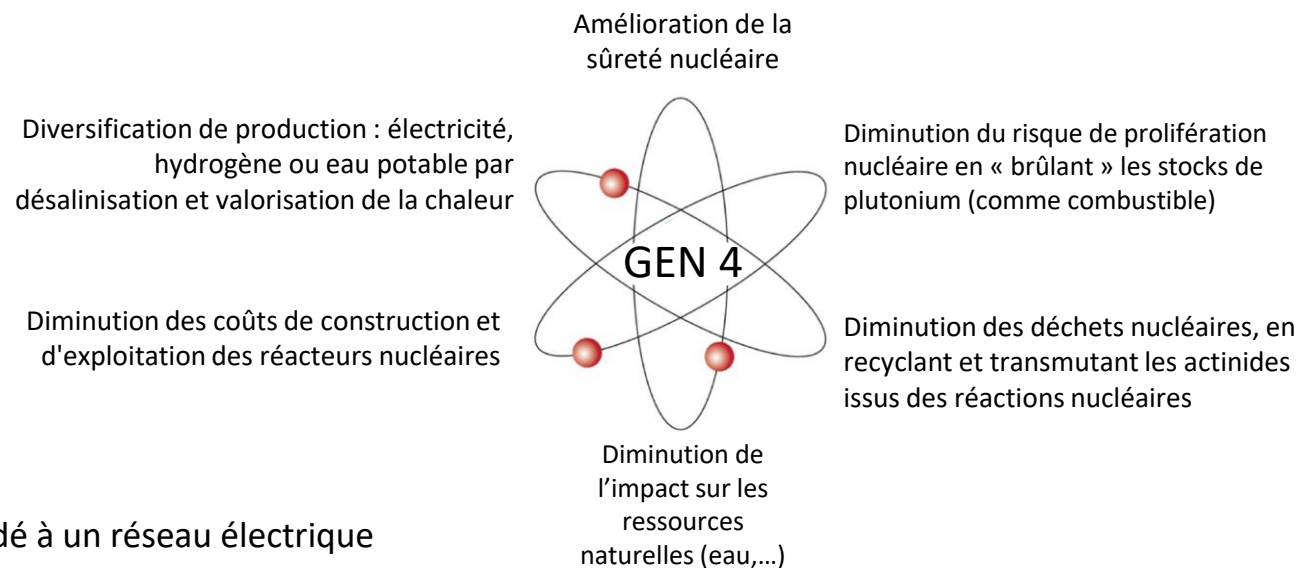 Amélioration de la
sûreté nucléaire
Diversification de production : électricité,
hydrogène ou eau potable par
désalinisation et valorisation de la chaleur
Diminution du risque de prolifération
nucléaire en « brûlant » les stocks de
plutonium (comme combustible)
GEN 4
Diminution des coûts de construction et
d'exploitation des réacteurs nucléaires
Diminution des déchets nucléaires, en
recyclant et transmutant les actinides
issus des réactions nucléaires
Diminution de
l’impact sur les
ressources
naturelles (eau,…)
dé à un réseau électrique